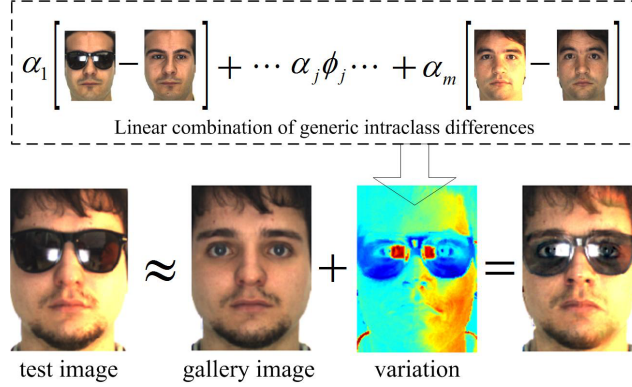 α₁[ − ] + ⋯ αⱼϕⱼ ⋯ + αₘ[ − ]
Linear combination of generic intraclass differences
≈ + =
test image gallery image variation